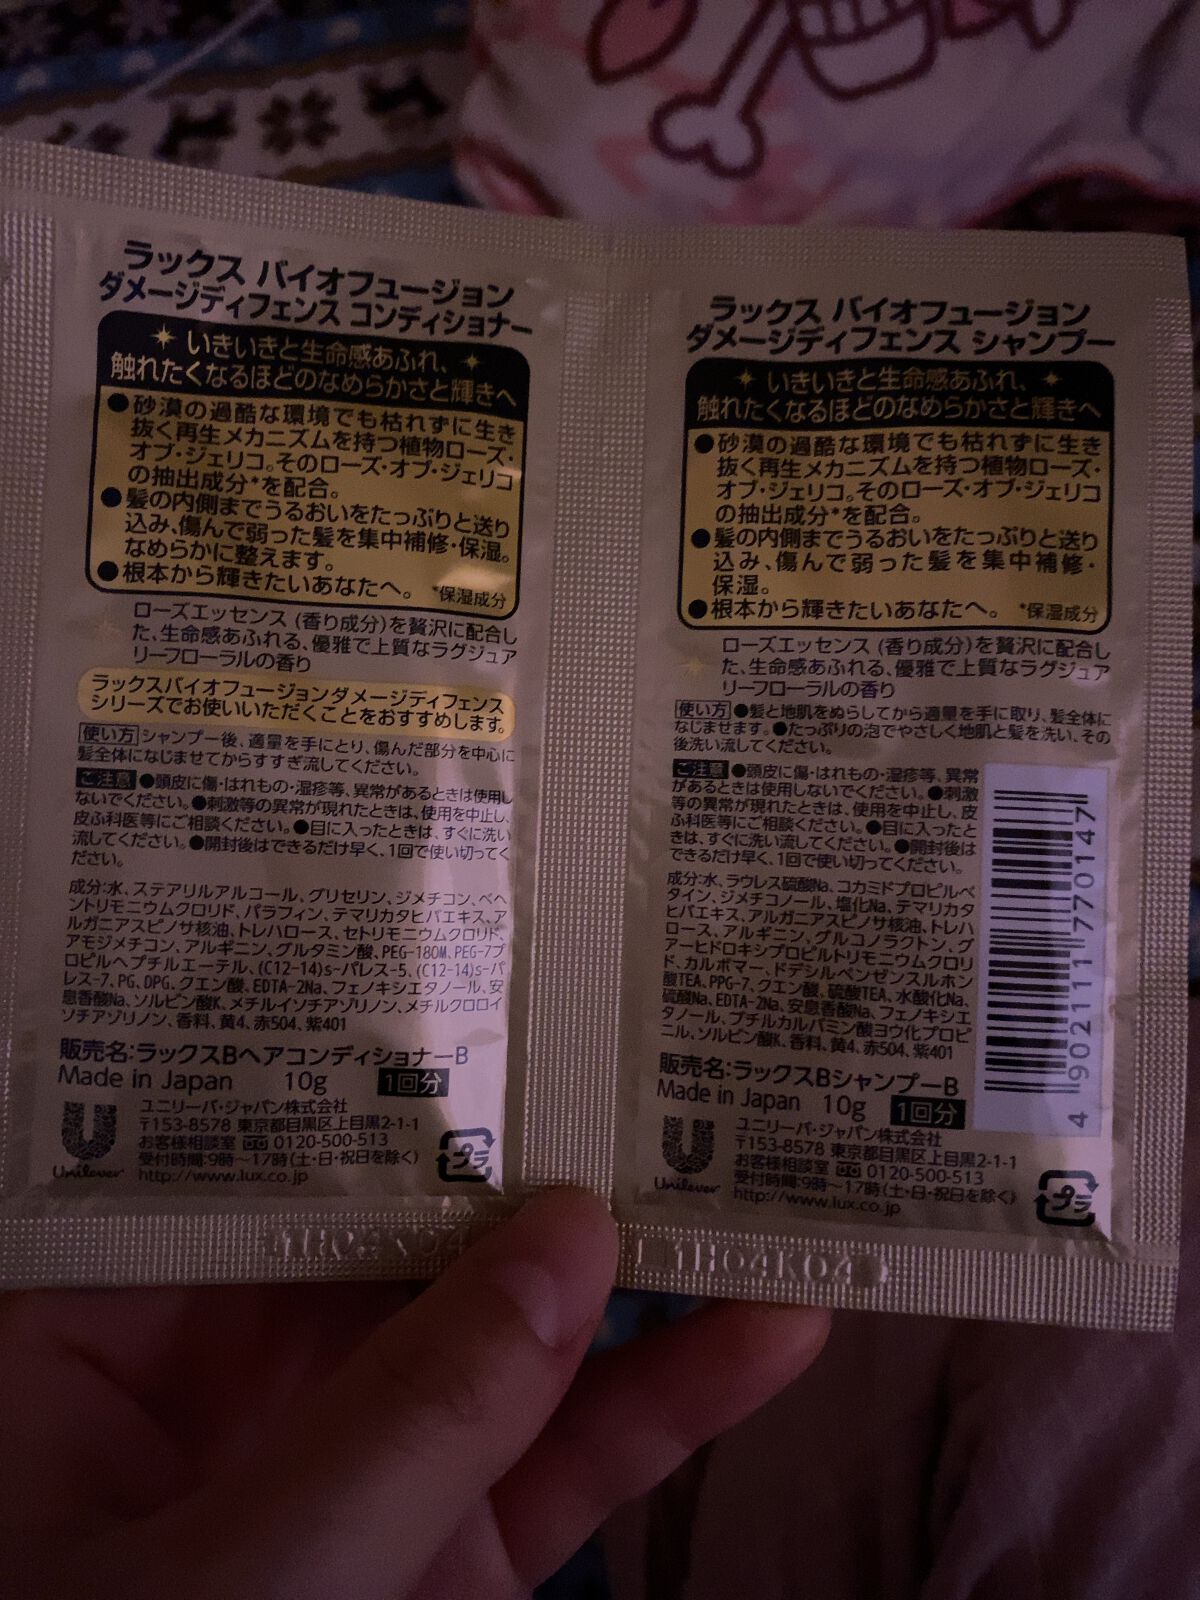 ラックス バイオフュージョン
ダメージディフェンス コンディショナー
いきいきと生命感あふれ、
触れたくなるほどのなめらかさと輝きへ
●砂漠の過酷な環境でも枯れずに生き
抜く再生メカニズムを持つ植物ローズ・
オブ・ジェリコ。そのローズ・オブ・ジェリコ
の抽出成分*を配合。
●髪の内側までうるおいをたっぷりと送り
込み、傷んで弱った髪を集中補修・保湿。
なめらかに整えます。
●根本から輝きたいあなたへ。 *保湿成分
ローズエッセンス (香り成分)を贅沢に配合し
た、生命感あふれる、優雅で上質なラグジュア
リーフローラルの香り
ラックスバイオフュージョンダメージディフェンス
シリーズでお使いいただくことをおすすめします。
使い方 シャンプー後、適量を手にとり、傷んだ部分を中心に
髪全体になじませてからすすぎ流してください。
ご注意 ●頭皮に傷・はれもの・湿疹等、異常があるときは使用し
ないでください。●刺激等の異常が現れたときは、使用を中止し、
皮ふ科医等にご相談ください。●目に入ったときは、すぐに洗い
流してください。●開封後はできるだけ早く、1回で使い切ってく
ださい。
成分:水、ステアリルアルコール、グリセリン、ジメチコン、ベヘ
ントリモニウムクロリド、パラフィン、テマリカタヒバエキス、ア
ルガニアスピノサ核油、トレハロース、セトリモニウムクロリド、
アモジメチコン、アルギニン、グルタミン酸、PEG-180M、PEG-7プ
ロピルヘプチルエーテル、(C12-14)s-パレス-5、(C12-14)s-パ
レス-7、PG、DPG、クエン酸、EDTA-2Na、フェノキシエタノール、安
息香酸Na、ソルビン酸K、メチルイソチアゾリノン、メチルクロロイ
ソチアゾリノン、香料、黄4、赤504、紫401
販売名:ラックスBヘアコンディショナーB
Made in Japan 10g 1回分
Unilever
ユニリーバ・ジャパン株式会社
〒153-8578 東京都目黒区上目黒2-1-1
お客様相談室 0120-500-513
受付時間:9時～17時(土・日・祝日を除く)
http://www.lux.co.jp
プラ
ラックス バイオフュージョン
ダメージディフェンス シャンプー
いきいきと生命感あふれ、
触れたくなるほどのなめらかさと輝きへ
●砂漠の過酷な環境でも枯れずに生き
抜く再生メカニズムを持つ植物ローズ・
オブ・ジェリコ。そのローズ・オブ・ジェリコ
の抽出成分*を配合。
●髪の内側までうるおいをたっぷりと送り
込み、傷んで弱った髪を集中補修・
保湿。
●根本から輝きたいあなたへ。 *保湿成分
ローズエッセンス (香り成分)を贅沢に配合し
た、生命感あふれる、優雅で上質なラグジュア
リーフローラルの香り
使い方 ●髪と地肌をぬらしてから適量を手に取り、髪全体に
なじませます。●たっぷりの泡でやさしく地肌と髪を洗い、その
後洗い流してください。
ご注意 ●頭皮に傷・はれもの・湿疹等、異常
があるときは使用しないでください。●刺激
等の異常が現れたときは、使用を中止し、皮
ふ科医等にご相談ください。●目に入ったと
きは、すぐに洗い流してください。●開封後は
できるだけ早く、1回で使い切ってください。
成分:水、ラウレス硫酸Na、コカミドプロピルベ
タイン、ジメチコノール、塩化Na、テマリカタ
ヒバエキス、アルガニアスピノサ核油、トレハ
ロース、アルギニン、グルコノラクトン、グ
アーヒドロキシプロピルトリモニウムクロリ
ド、カルボマー、ドデシルベンゼンスルホン
酸TEA、PPG-7、クエン酸、硫酸TEA、水酸化Na、
硫酸Na、EDTA-2Na、安息香酸Na、フェノキシエ
タノール、ブチルカルバミン酸ヨウ化プロピ
ニル、ソルビン酸K、香料、黄4、赤504、紫401
販売名:ラックスBシャンプーB
Made in Japan 10g 1回分
Unilever
ユニリーバ・ジャパン株式会社
〒153-8578 東京都目黒区上目黒2-1-1
お客様相談室 0120-500-513
受付時間:9時～17時(土・日・祝日を除く)
http://www.lux.co.jp
プラ
4902111770147